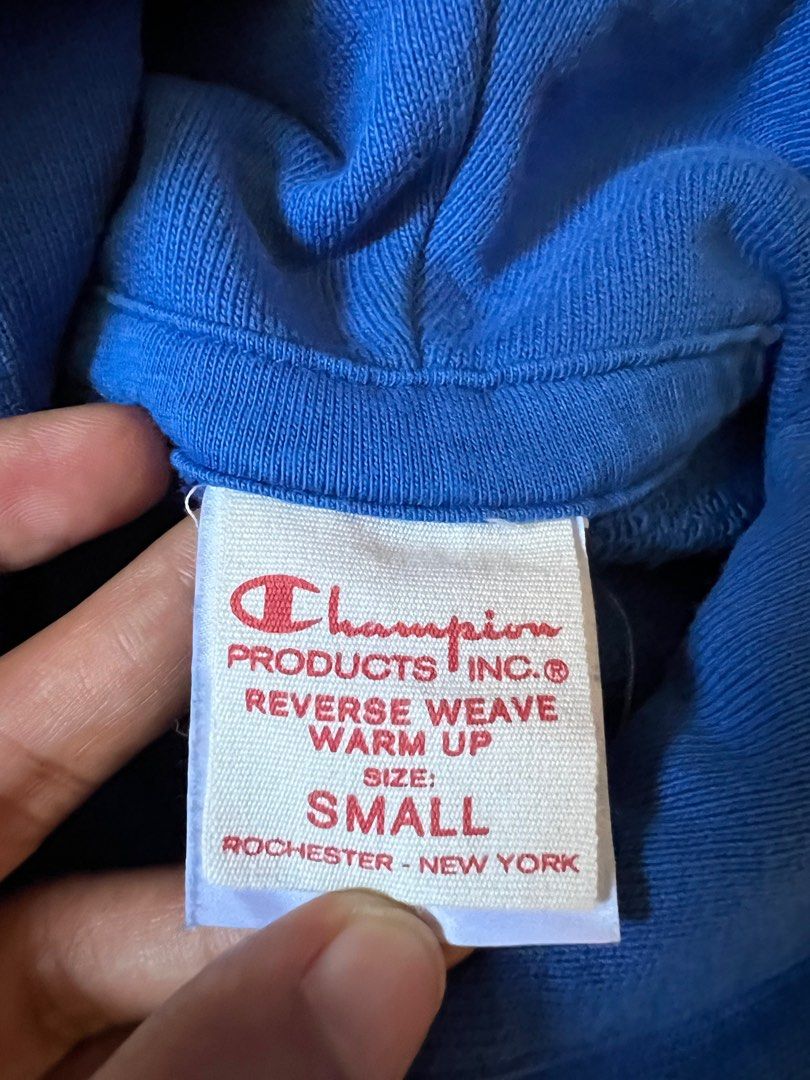 Champion
PRODUCTS INC.®
REVERSE WEAVE
WARM UP
SIZE:
SMALL
ROCHESTER - NEW YORK